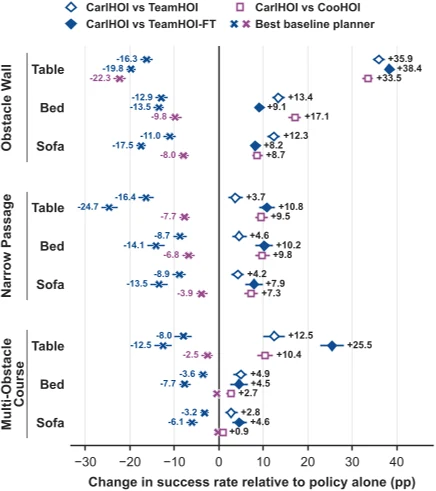 CarlHOI vs TeamHOI
CarlHOI vs CooHOI
CarlHOI vs TeamHOI-FT
Best baseline planner
Obstacle Wall
Table
-16.3
+35.9
-19.8
+38.4
-22.3
+33.5
Bed
-12.9
+13.4
-13.5
+9.1
-9.8
+17.1
Sofa
-11.0
+12.3
-17.5
+8.2
-8.0
+8.7
Narrow Passage
Table
-16.4
+3.7
-24.7
+10.8
-7.7
+9.5
Bed
-8.7
+4.6
-14.1
+10.2
-6.8
+9.8
Sofa
-8.9
+4.2
-13.5
+7.9
-3.9
+7.3
Multi-Obstacle
Course
Table
-8.0
+12.5
-12.5
+25.5
-2.5
+10.4
Bed
-3.6
+4.9
-7.7
+4.5
+2.7
Sofa
-3.2
+2.8
-6.1
+4.6
+0.9
−30 −20 −10 0 10 20 30 40
Change in success rate relative to policy alone (pp)